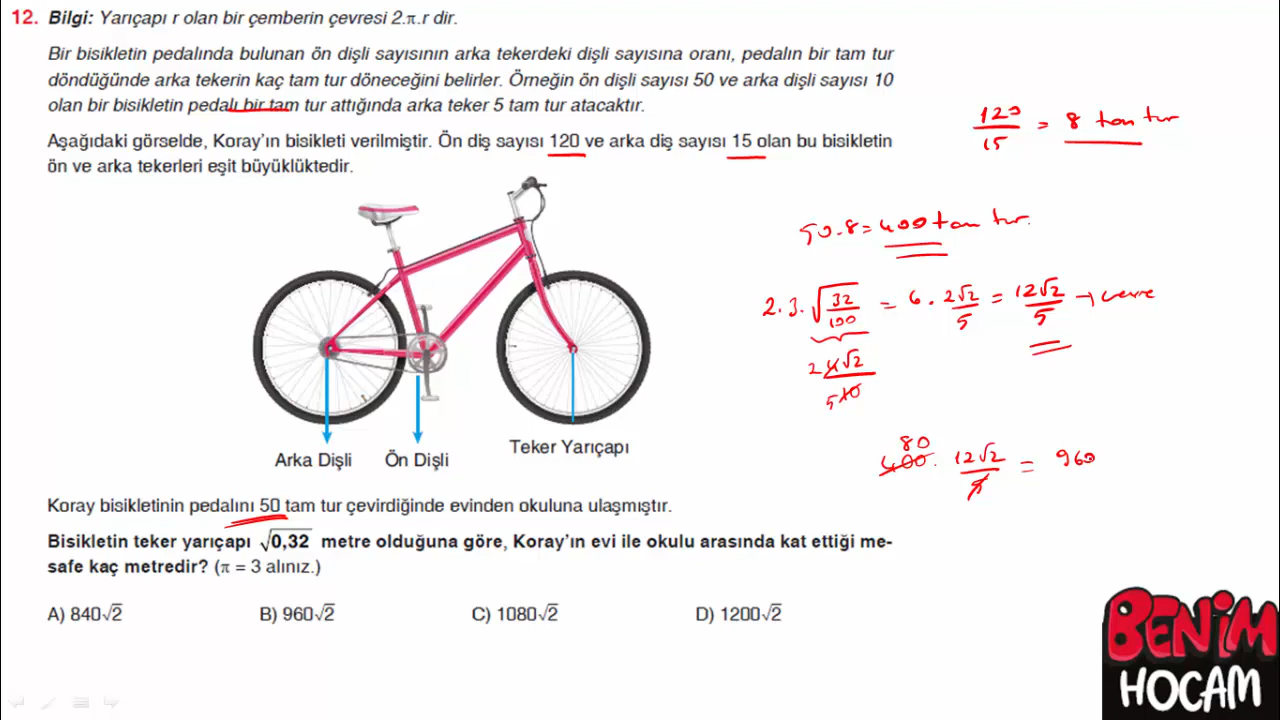 12. Bilgi: Yarıçapı r olan bir çemberin çevresi 2.π.r dir.
Bir bisikletin pedalında bulunan ön dişli sayısının arka tekerdeki dişli sayısına oranı, pedalın bir tam tur
döndüğünde arka tekerin kaç tam tur döneceğini belirler. Örneğin ön dişli sayısı 50 ve arka dişli sayısı 10
olan bir bisikletin pedalı bir tam tur attığında arka teker 5 tam tur atacaktır.
Aşağıdaki görselde, Koray'ın bisikleti verilmiştir. Ön diş sayısı 120 ve arka diş sayısı 15 olan bu bisikletin
ön ve arka tekerleri eşit büyüklüktedir.
120/15 = 8 tam tur
50.8=400 tam tur.
2.3.√(32/100) = 6.2√2/5 = 12√2/5 → çevre
2 4√2
5 10
Teker Yarıçapı
Arka Dişli Ön Dişli
80
400. 12√2/5 = 960
Koray bisikletinin pedalını 50 tam tur çevirdiğinde evinden okuluna ulaşmıştır.
Bisikletin teker yarıçapı √0,32 metre olduğuna göre, Koray'ın evi ile okulu arasında kat ettiği me-
safe kaç metredir? (π = 3 alınız.)
A) 840√2 B) 960√2 C) 1080√2 D) 1200√2
BENİM
HOCAM